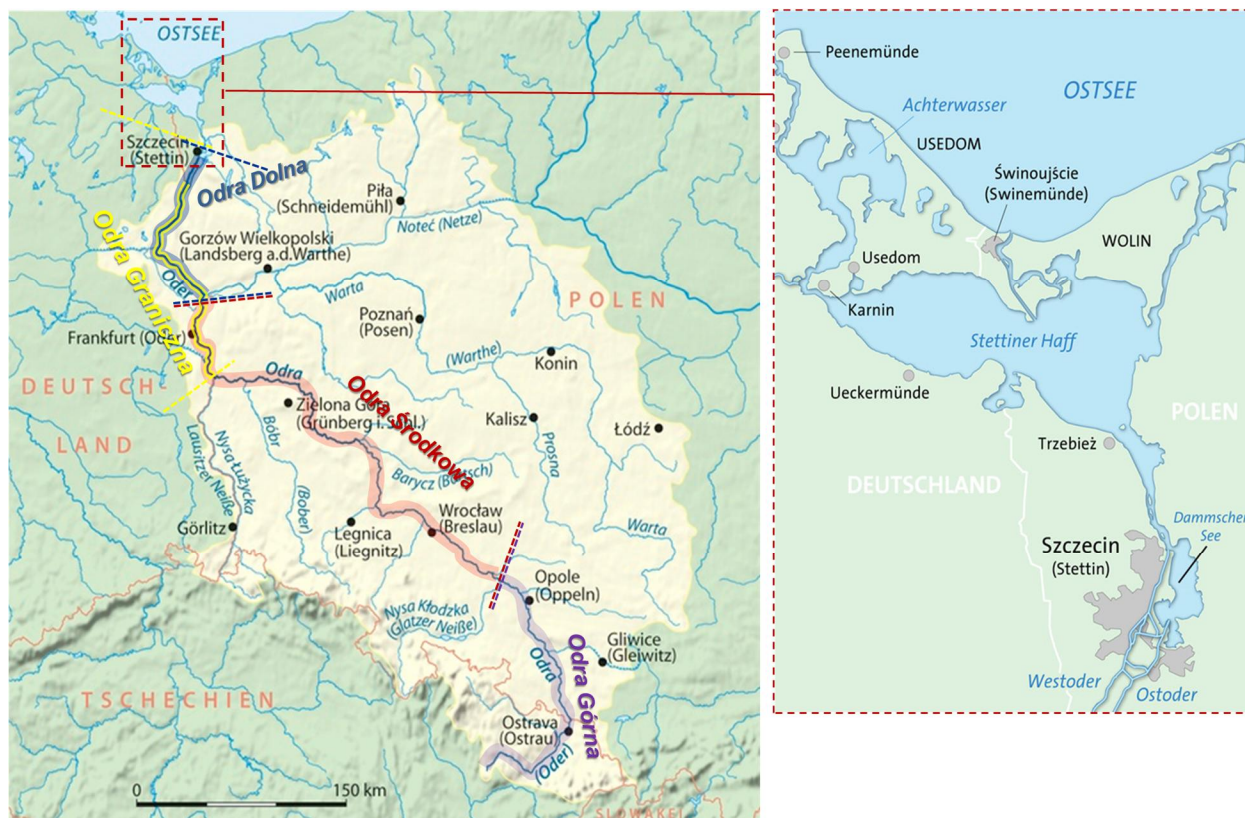 OSTSEE
Szczecin
(Stettin)
Odra Dolna
Piła
(Schneidemühl)
Noteć (Netze)
Odra Graniczna
Gorzów Wielkopolski
(Landsberg a.d.Warthe)
Oder
Warta
POLEN
Poznań
(Posen)
Frankfurt (Oder)
(Warthe)
Konin
DEUTSCH-
LAND
Odra
Odra Środkowa
Zielona Góra
(Grünberg i. Schl.)
Bóbr
(Bober)
Kalisz
Łódź
Prosna
Nysa Łużycka
Lausitzer Neiße
Barycz (Bartsch)
Wrocław
(Breslau)
Legnica
(Liegnitz)
Warta
Görlitz
Opole
(Oppeln)
Nysa Kłodzka
(Glatzer Neiße)
Gliwice
(Gleiwitz)
Odra
Odra Górna
TSCHECHIEN
Ostrava
(Ostrau)
(Oder)
0 150 km
SLOWAKEI
Peenemünde
OSTSEE
Achterwasser
USEDOM
Świnoujście
(Swinemünde)
WOLIN
Usedom
Karnin
Stettiner Haff
Ueckermünde
POLEN
Trzebież
DEUTSCHLAND
Dammscher
See
Szczecin
(Stettin)
Westoder
Ostoder